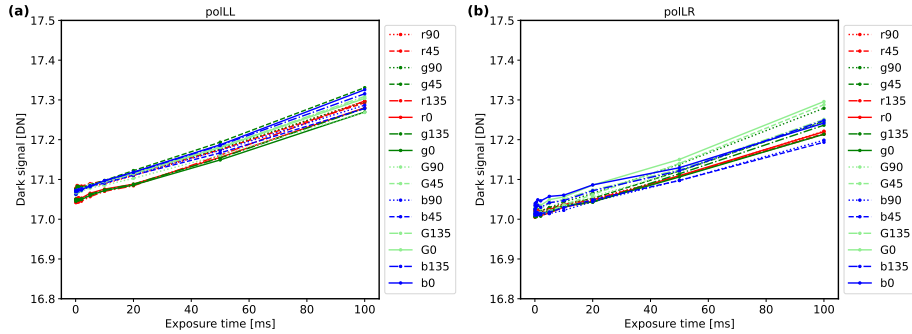 (a)
polLL
17.5
17.4
17.3
17.2
17.1
17.0
16.9
16.8
Dark signal [DN]
0
20
40
60
80
100
Exposure time [ms]
r90
r45
g90
g45
r135
r0
g135
g0
G90
G45
b90
b45
G135
G0
b135
b0
(b)
polLR
17.5
17.4
17.3
17.2
17.1
17.0
16.9
16.8
Dark signal [DN]
0
20
40
60
80
100
Exposure time [ms]
r90
r45
g90
g45
r135
r0
g135
g0
G90
G45
b90
b45
G135
G0
b135
b0